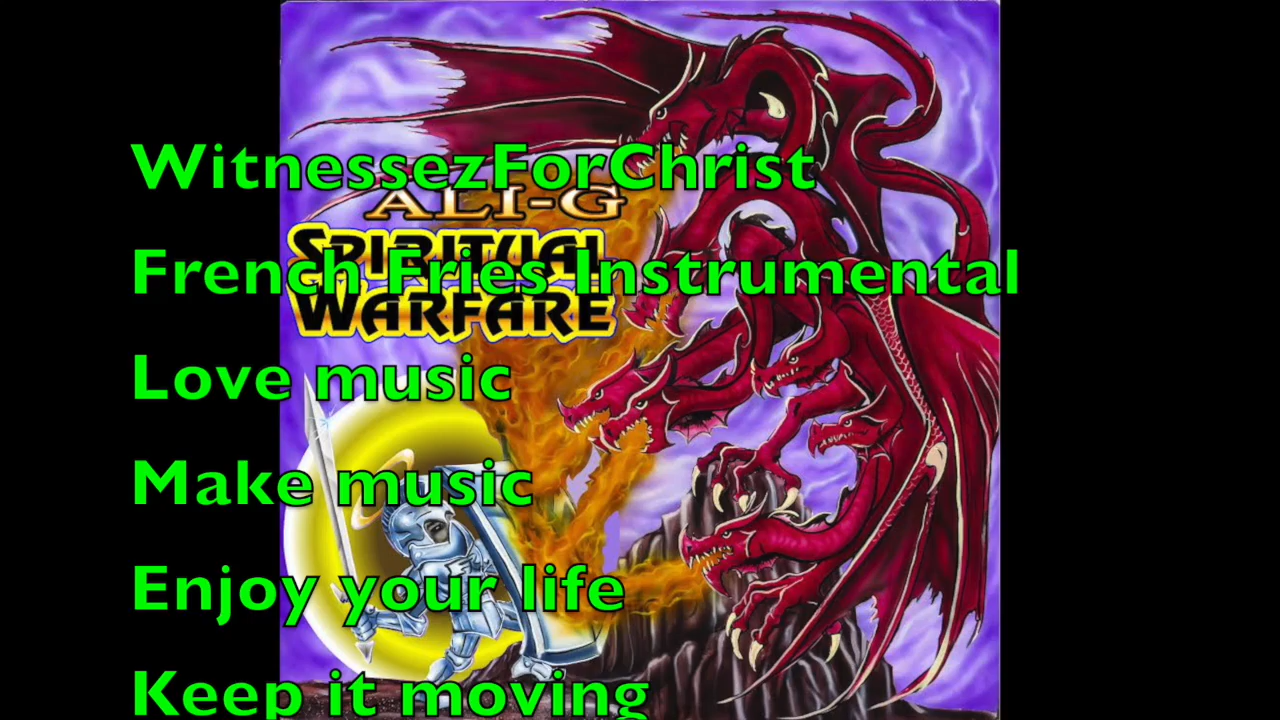 WitnessezForChrist
ALI-G
French Fries Instrumental
SPIRITUAL
WARFARE
Love music
Make music
Enjoy your life
Keep it moving